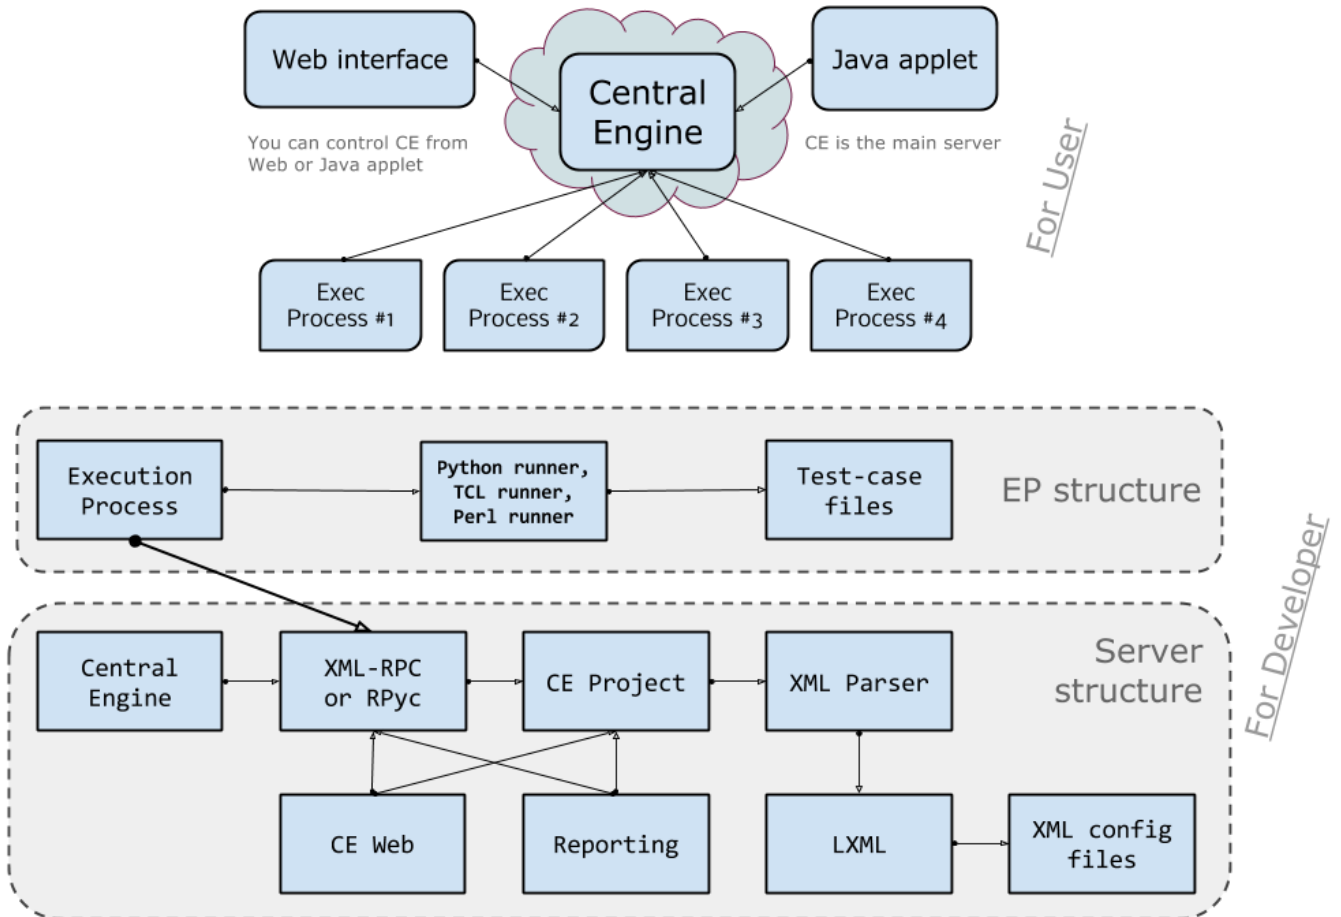 Web interface
Central
Engine
Java applet
You can control CE from
Web or Java applet
CE is the main server
For User
Exec
Process #1
Exec
Process #2
Exec
Process #3
Exec
Process #4
Execution
Process
Python runner,
TCL runner,
Perl runner
Test-case
files
EP structure
For Developer
Central
Engine
XML-RPC
or RPyc
CE Project
XML Parser
Server
structure
CE Web
Reporting
LXML
XML config
files